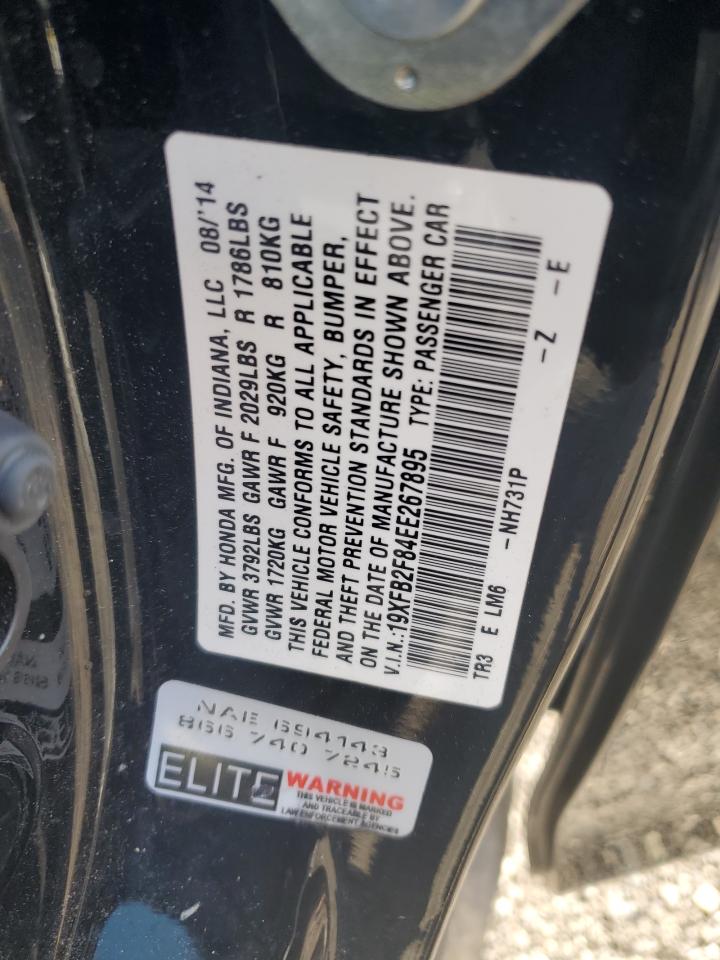 MFD. BY HONDA MFG. OF INDIANA, LLC 08/'14
GVWR 3792LBS GAWR F 2029LBS R 1786LBS
GVWR 1720KG GAWR F 920KG R 810KG
THIS VEHICLE CONFORMS TO ALL APPLICABLE
FEDERAL MOTOR VEHICLE SAFETY, BUMPER,
AND THEFT PREVENTION STANDARDS IN EFFECT
ON THE DATE OF MANUFACTURE SHOWN ABOVE.
V.I.N.:19XFB2F84EE267895 TYPE: PASSENGER CAR
TR3 E LM6 -NH731P -Z -E
NAE 694143
866 740 7245
ELITE
WARNING
THIS VEHICLE IS MARKED
AND TRACEABLE BY
LAW ENFORCEMENT AGENCIES